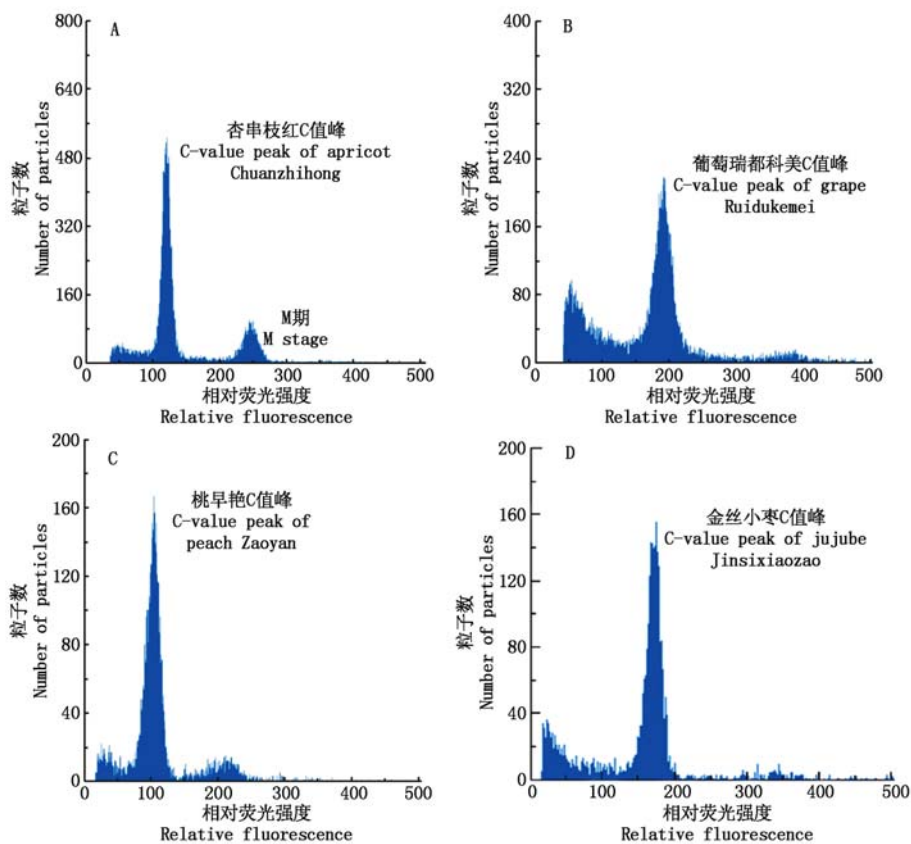 A
800
640
480
320
160
0
粒子数
Number of particles
杏串枝红C值峰
C-value peak of apricot
Chuanzhihong
M期
M stage
0 100 200 300 400 500
相对荧光强度
Relative fluorescence
B
400
320
240
160
80
0
粒子数
Number of particles
葡萄瑞都科美C值峰
C-value peak of grape
Ruidukemei
0 100 200 300 400 500
相对荧光强度
Relative fluorescence
C
200
160
120
80
40
0
粒子数
Number of particles
桃早艳C值峰
C-value peak of
peach Zaoyan
0 100 200 300 400 500
相对荧光强度
Relative fluorescence
D
200
160
120
80
40
0
粒子数
Number of particles
金丝小枣C值峰
C-value peak of jujube
Jinsixiaozao
0 100 200 300 400 500
相对荧光强度
Relative fluorescence